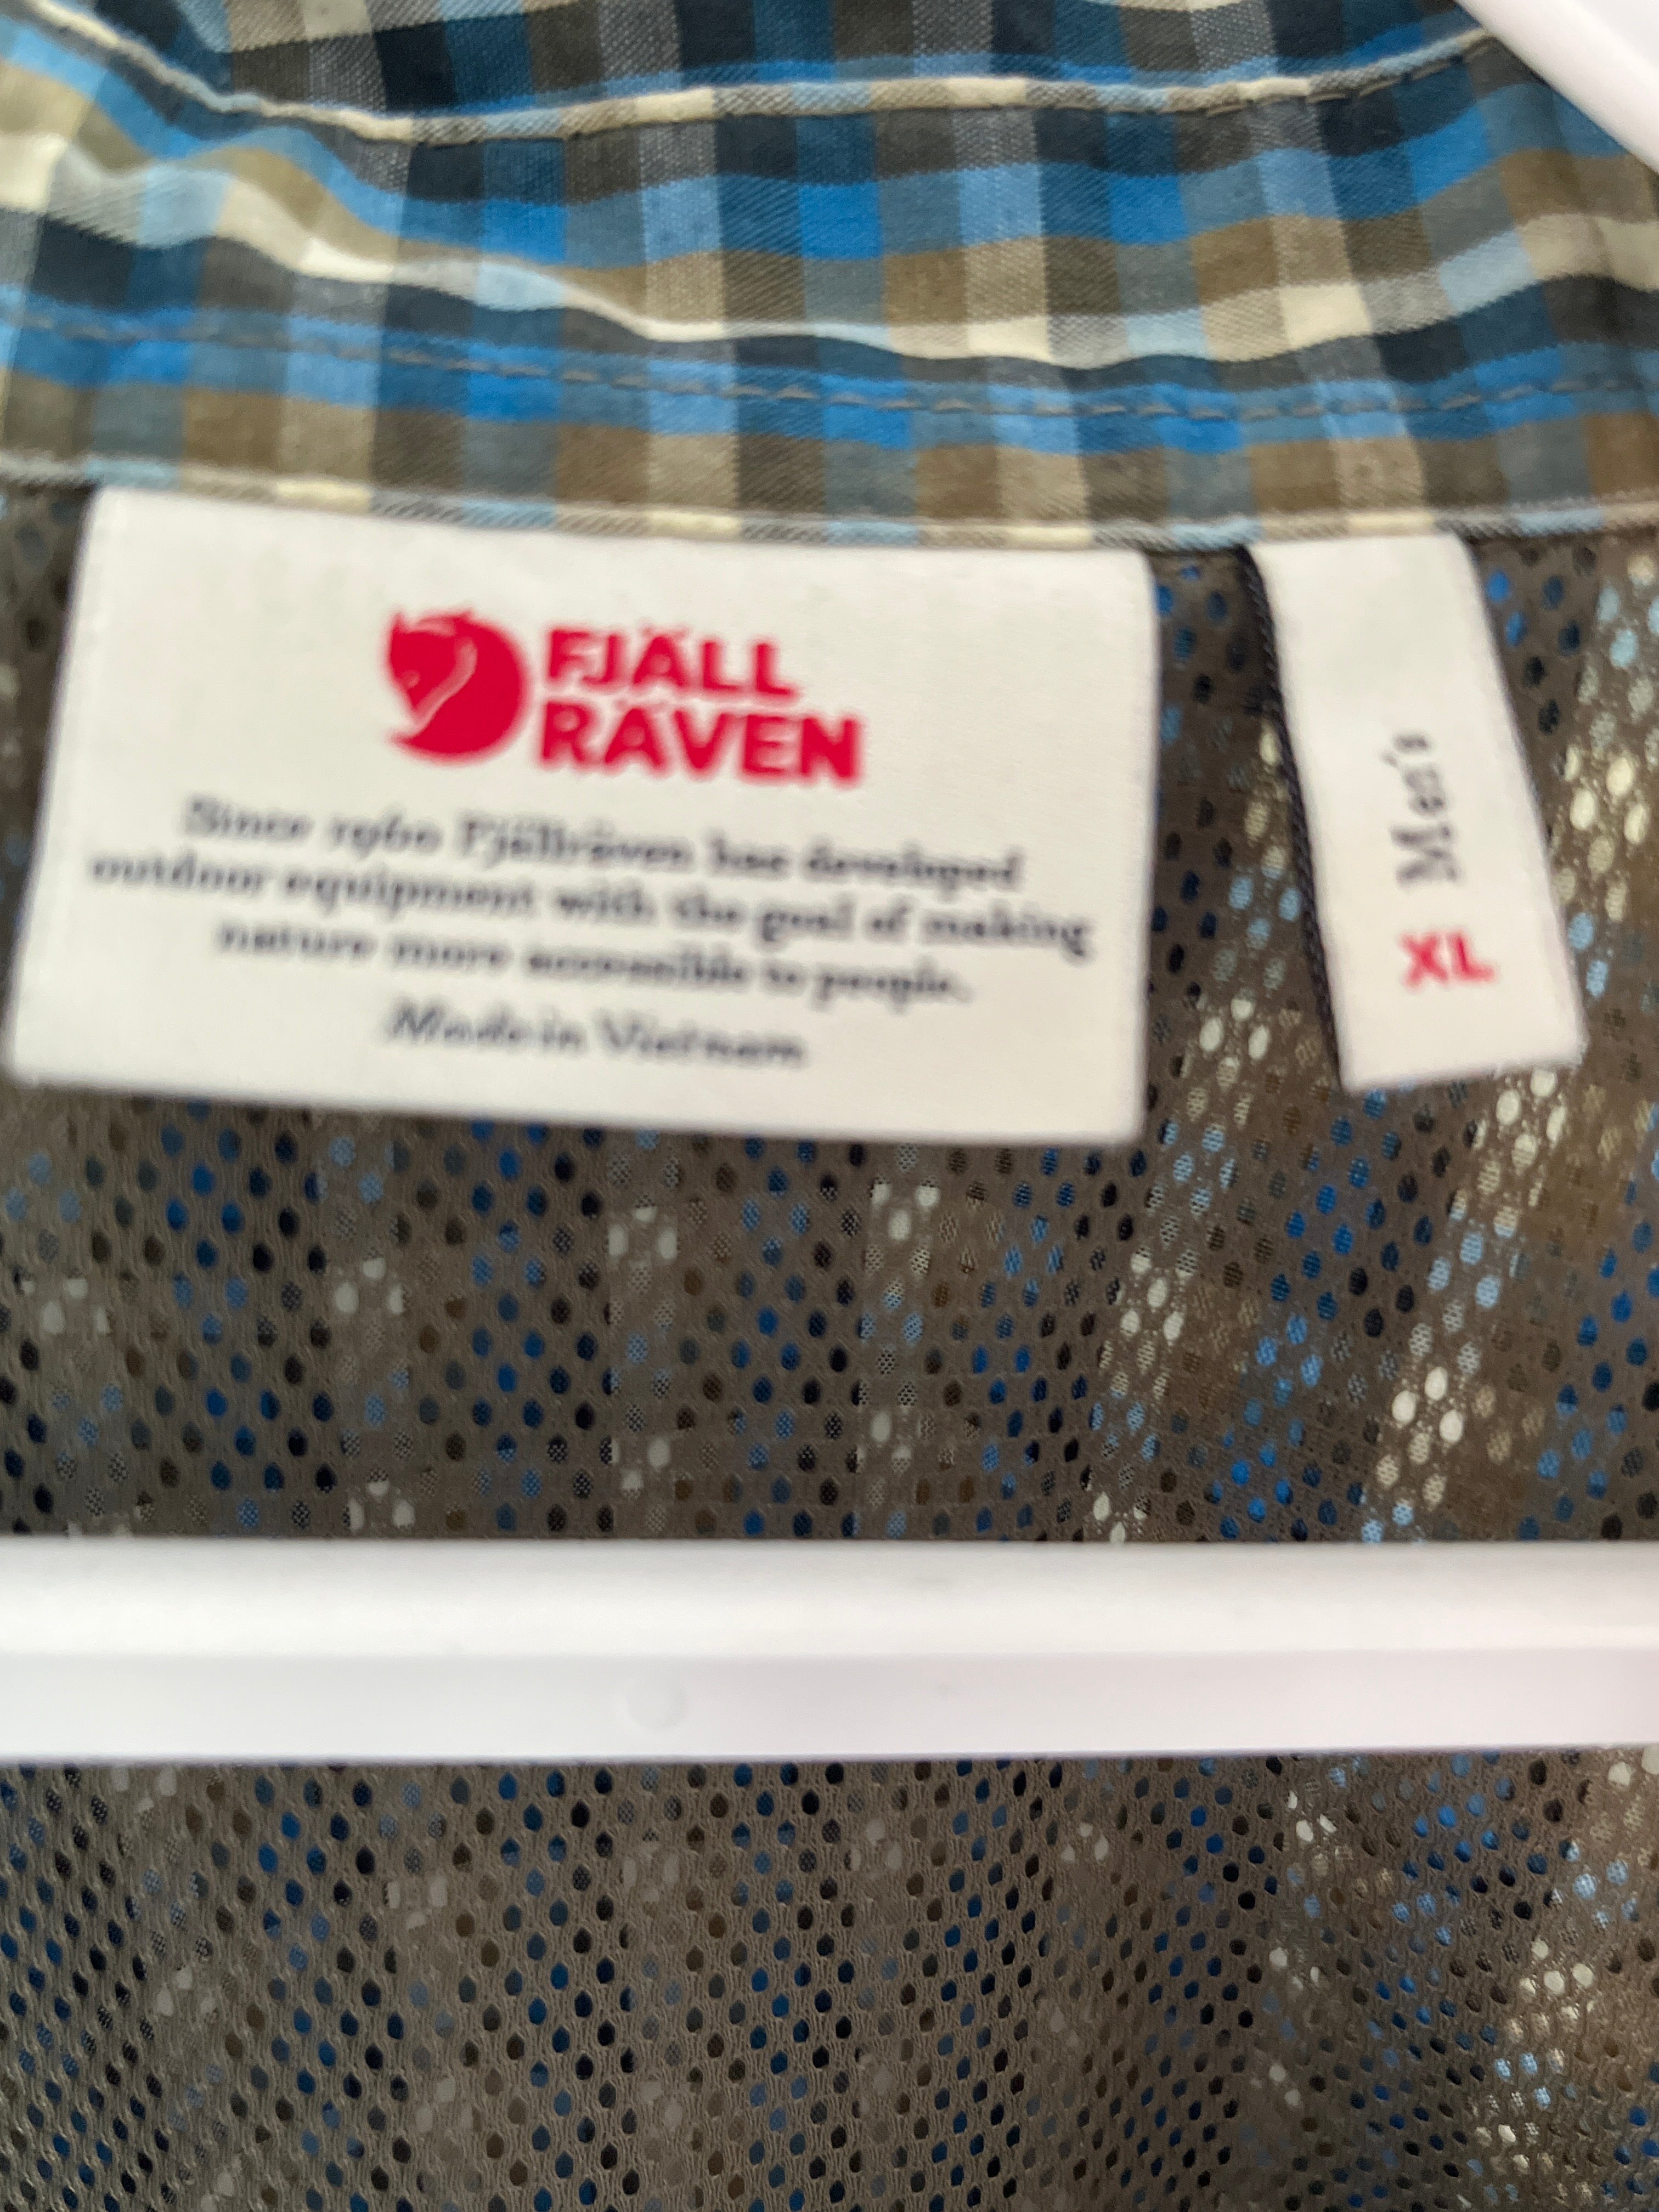 FJÄLL
RÄVEN
Since 1960 Fjällräven has developed
outdoor equipment with the goal of making
nature more accessible to people.
Made in Vietnam
Men's
XL